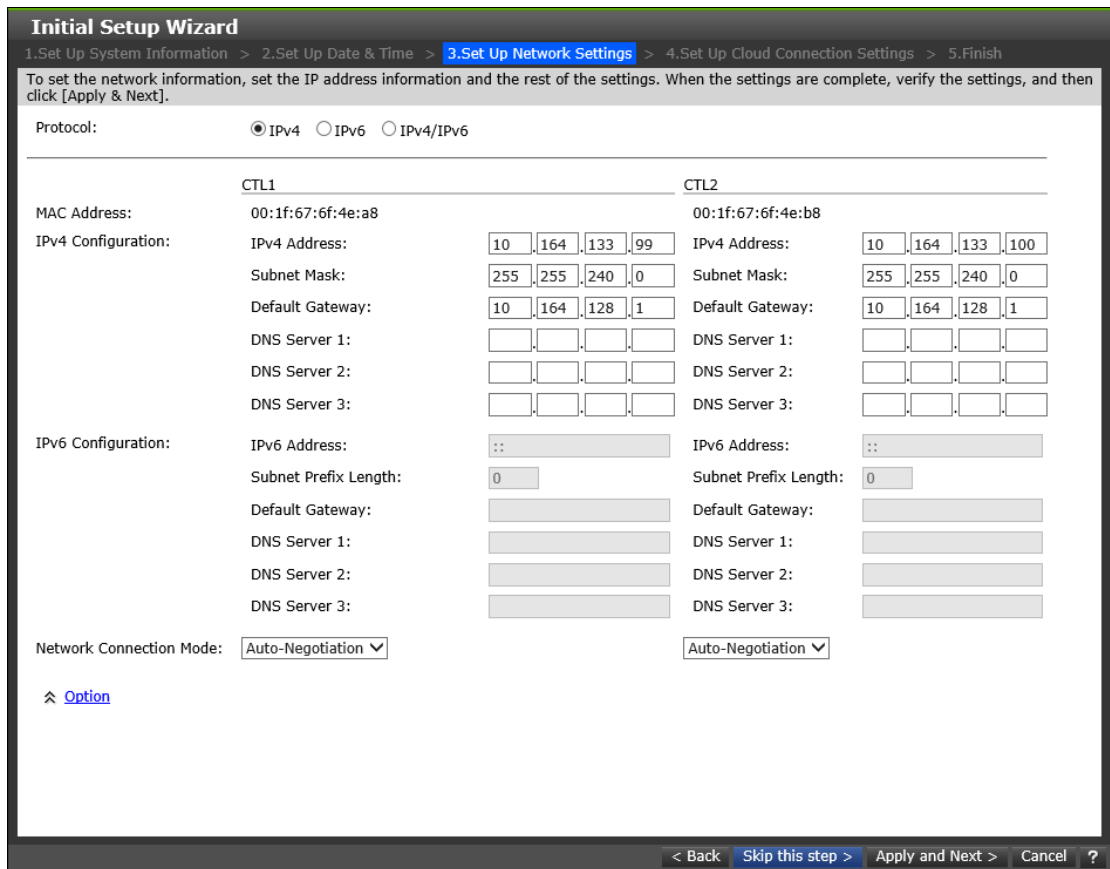 Initial Setup Wizard
1.Set Up System Information > 2.Set Up Date & Time > 3.Set Up Network Settings > 4.Set Up Cloud Connection Settings > 5.Finish
To set the network information, set the IP address information and the rest of the settings. When the settings are complete, verify the settings, and then
click [Apply & Next].
Protocol: IPv4 IPv6 IPv4/IPv6
CTL1 CTL2
MAC Address: 00:1f:67:6f:4e:a8 00:1f:67:6f:4e:b8
IPv4 Configuration: IPv4 Address: 10 . 164 . 133 . 99 IPv4 Address: 10 . 164 . 133 . 100
Subnet Mask: 255 . 255 . 240 . 0 Subnet Mask: 255 . 255 . 240 . 0
Default Gateway: 10 . 164 . 128 . 1 Default Gateway: 10 . 164 . 128 . 1
DNS Server 1: . . . DNS Server 1: . . .
DNS Server 2: . . . DNS Server 2: . . .
DNS Server 3: . . . DNS Server 3: . . .
IPv6 Configuration: IPv6 Address: :: IPv6 Address: ::
Subnet Prefix Length: 0 Subnet Prefix Length: 0
Default Gateway: Default Gateway:
DNS Server 1: DNS Server 1:
DNS Server 2: DNS Server 2:
DNS Server 3: DNS Server 3:
Network Connection Mode: Auto-Negotiation Auto-Negotiation
Option
< Back Skip this step > Apply and Next > Cancel ?